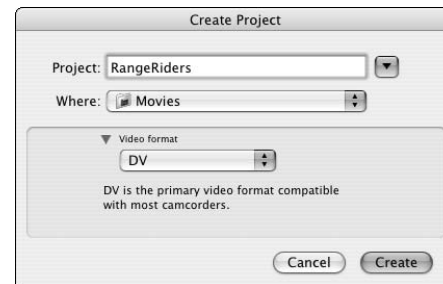 Create Project
Project: RangeRiders
Where: Movies
Video format
DV
DV is the primary video format compatible
with most camcorders.
Cancel Create